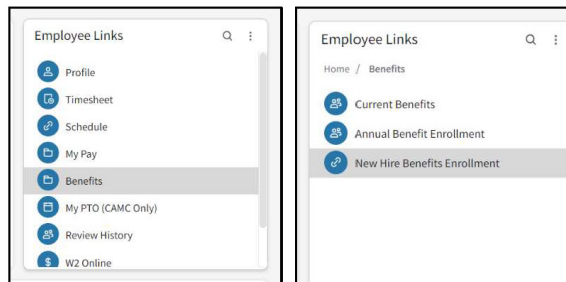 Employee Links
Profile
Timesheet
Schedule
My Pay
Benefits
My PTO (CAMC Only)
Review History
$ W2 Online
Employee Links
Home / Benefits
Current Benefits
Annual Benefit Enrollment
New Hire Benefits Enrollment